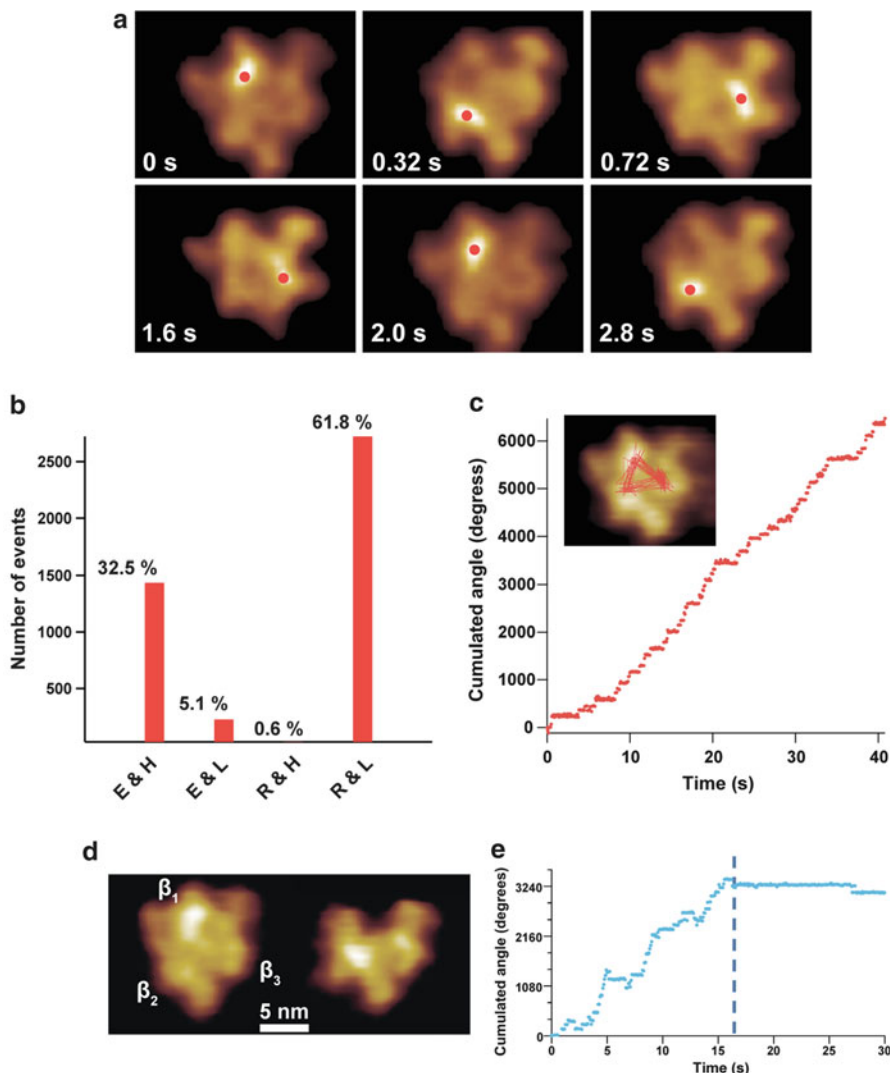 a
0 s
0.32 s
0.72 s
1.6 s
2.0 s
2.8 s
b
Number of events
2500
1500
1000
500
32.5 %
5.1 %
0.6 %
61.8 %
E & H
E & L
R & H
R & L
c
Cumulated angle (degress)
6000
5000
4000
3000
2000
1000
0
0 10 20 30 40
Time (s)
d
β1
β2
β3
5 nm
e
Cumulated angle (degrees)
3240
2160
1080
0
0 5 10 15 20 25 30
Time (s)